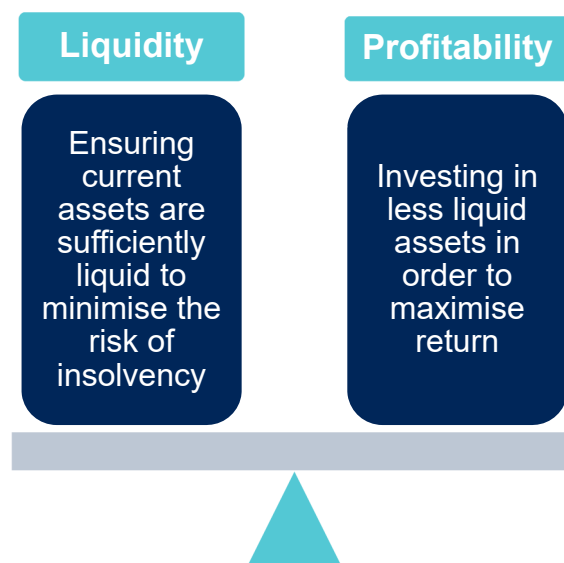 Liquidity
Ensuring
current
assets are
sufficiently
liquid to
minimise the
risk of
insolvency
Profitability
Investing in
less liquid
assets in
order to
maximise
return